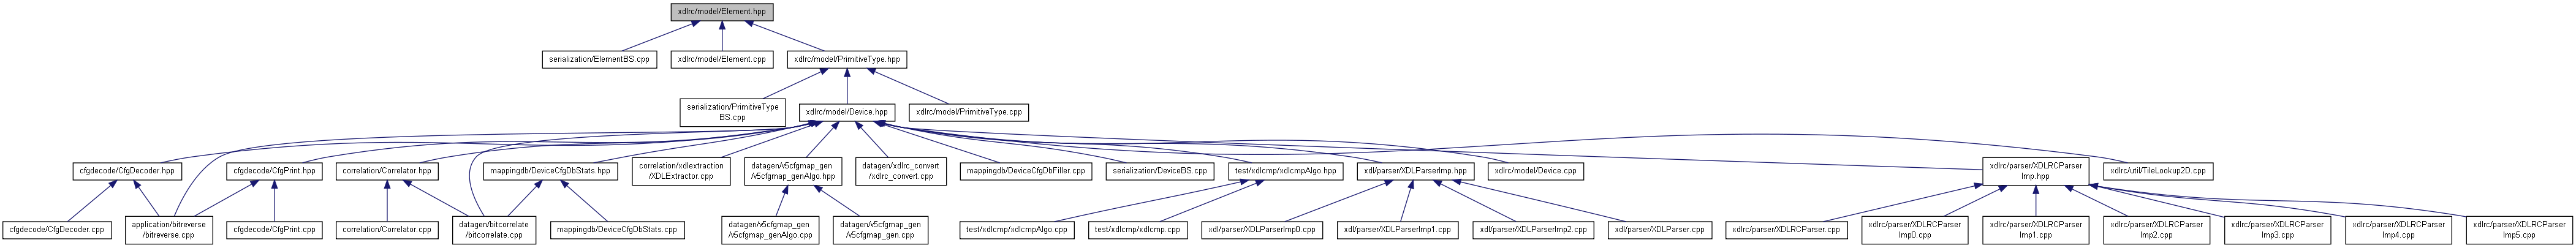 xdlrc/model/Element.hpp
serialization/ElementBS.cpp
xdlrc/model/Element.cpp
xdlrc/model/PrimitiveType.hpp
serialization/PrimitiveType
BS.cpp
xdlrc/model/Device.hpp
xdlrc/model/PrimitiveType.cpp
cfgdecode/CfgDecoder.hpp
cfgdecode/CfgPrint.hpp
correlation/Correlator.hpp
mappingdb/DeviceCfgDbStats.hpp
correlation/xdlextraction
/XDLExtractor.cpp
datagen/v5cfgmap_gen
/v5cfgmap_genAlgo.hpp
datagen/xdlrc_convert
/xdlrc_convert.cpp
mappingdb/DeviceCfgDbFiller.cpp
serialization/DeviceBS.cpp
test/xdlcmp/xdlcmpAlgo.hpp
xdl/parser/XDLParserImp.hpp
xdlrc/model/Device.cpp
xdlrc/parser/XDLRCParser
Imp.hpp
xdlrc/util/TileLookup2D.cpp
cfgdecode/CfgDecoder.cpp
application/bitreverse
/bitreverse.cpp
cfgdecode/CfgPrint.cpp
correlation/Correlator.cpp
datagen/bitcorrelate
/bitcorrelate.cpp
mappingdb/DeviceCfgDbStats.cpp
datagen/v5cfgmap_gen
/v5cfgmap_genAlgo.cpp
datagen/v5cfgmap_gen
/v5cfgmap_gen.cpp
test/xdlcmp/xdlcmpAlgo.cpp
test/xdlcmp/xdlcmp.cpp
xdl/parser/XDLParserImp0.cpp
xdl/parser/XDLParserImp1.cpp
xdl/parser/XDLParserImp2.cpp
xdl/parser/XDLParser.cpp
xdlrc/parser/XDLRCParser.cpp
xdlrc/parser/XDLRCParser
Imp0.cpp
xdlrc/parser/XDLRCParser
Imp1.cpp
xdlrc/parser/XDLRCParser
Imp2.cpp
xdlrc/parser/XDLRCParser
Imp3.cpp
xdlrc/parser/XDLRCParser
Imp4.cpp
xdlrc/parser/XDLRCParser
Imp5.cpp